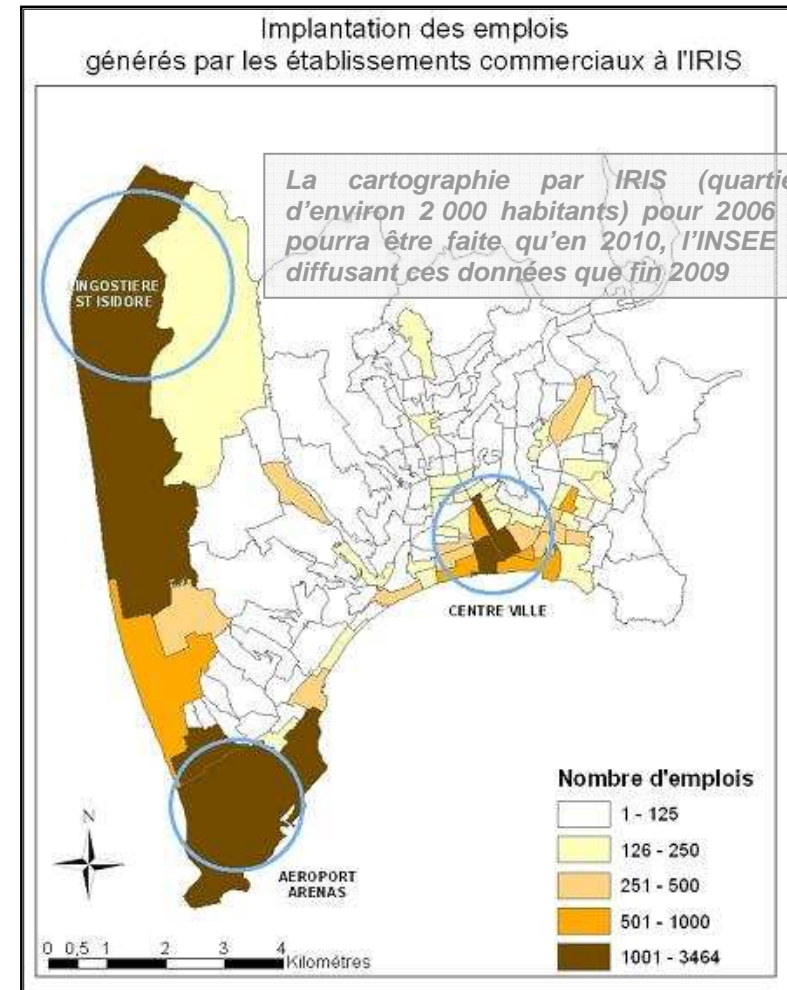 Implantation des emplois
générés par les établissements commerciaux à l'IRIS
La cartographie par IRIS (quartie
d'environ 2 000 habitants) pour 2006
pourra être faite qu'en 2010, l'INSEE
diffusant ces données que fin 2009
LINGOSTIERE
ST ISIDORE
CENTRE VILLE
AEROPORT
ARENAS
N
Nombre d'emplois
1 - 125
126 - 250
251 - 500
501 - 1000
1001 - 3464
0 0,5 1 2 3 4
Kilométres